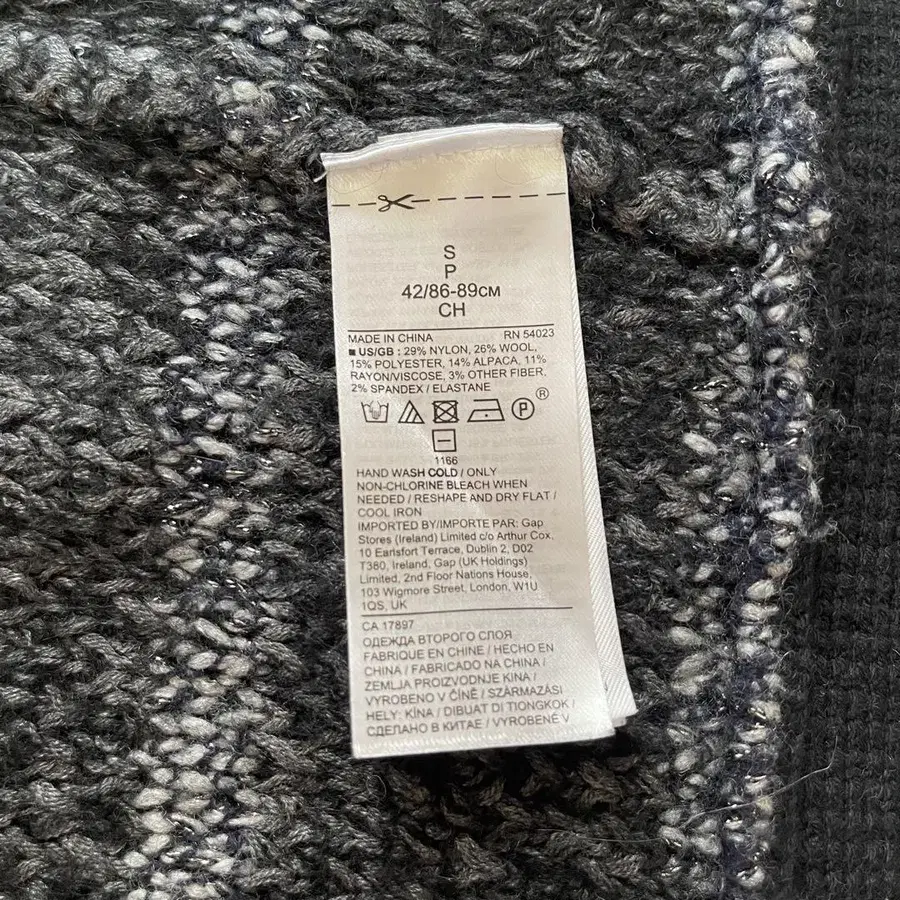 S
P
42/86-89CM
CH
MADE IN CHINA RN 54023
■ US/GB : 29% NYLON, 26% WOOL,
15% POLYESTER, 14% ALPACA, 11%
RAYON/VISCOSE, 3% OTHER FIBER,
2% SPANDEX / ELASTANE
P ®
1166
HAND WASH COLD / ONLY
NON-CHLORINE BLEACH WHEN
NEEDED / RESHAPE AND DRY FLAT /
COOL IRON
IMPORTED BY/IMPORTE PAR: Gap
Stores (Ireland) Limited c/o Arthur Cox,
10 Earlsfort Terrace, Dublin 2, D02
T380, Ireland, Gap (UK Holdings)
Limited, 2nd Floor Nations House,
103 Wigmore Street, London, W1U
1QS, UK
CA 17897
ОДЕЖДА ВТОРОГО СЛОЯ
FABRIQUE EN CHINE / HECHO EN
CHINA / FABRICADO NA CHINA /
ZEMLJA PROIZVODNJE KINA /
VYROBENO V ČÍNĚ / SZÁRMAZÁSI
HELY: KÍNA / DIBUAT DI TIONGKOK /
СДЕЛАНО В КИТАЕ / VYROBENÉ V